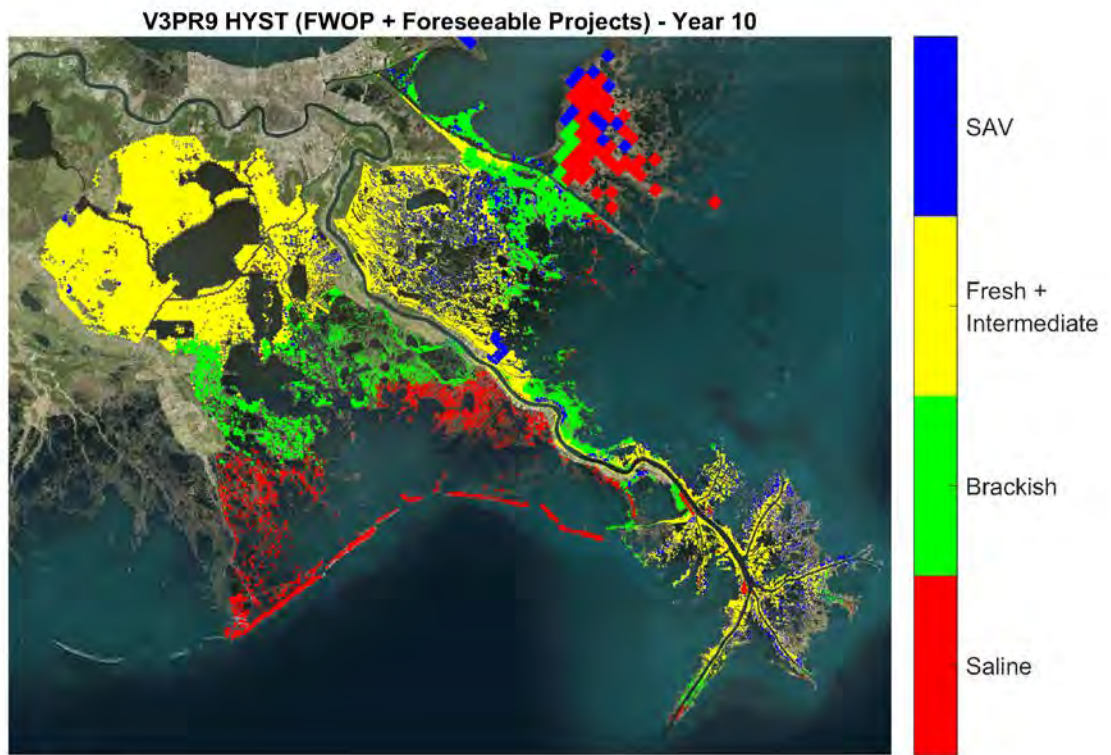 V3PR9 HYST (FWOP + Foreseeable Projects) - Year 10
SAV
Fresh +
Intermediate
Brackish
Saline